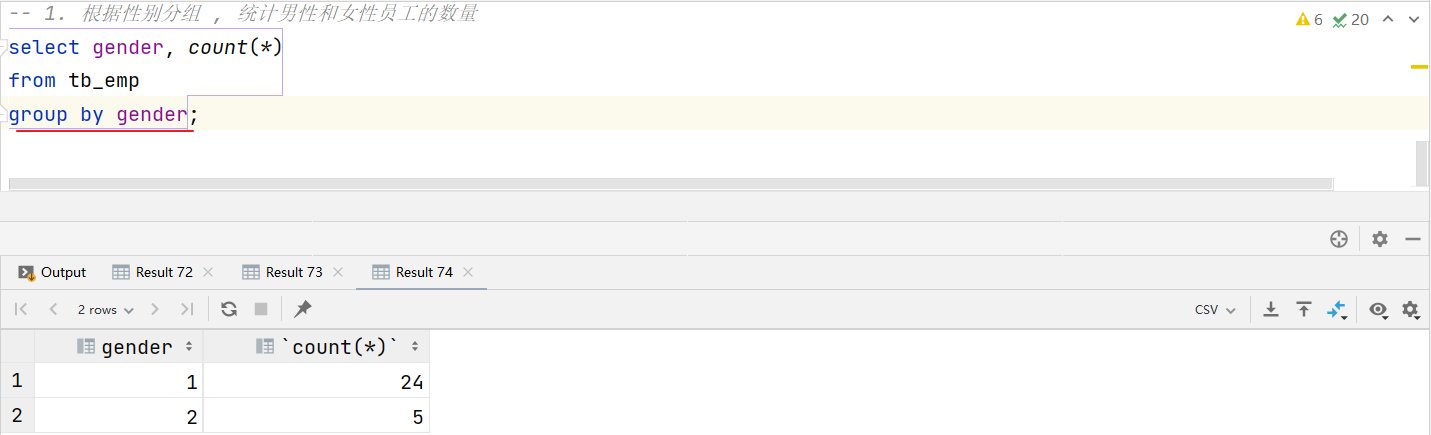 -- 1. 根据性别分组 , 统计男性和女性员工的数量
6 20
select gender, count(*)
from tb_emp
group by gender;
Output Result 72 Result 73 Result 74
2 rows CSV
gender `count(*)`
1 1 24
2 2 5